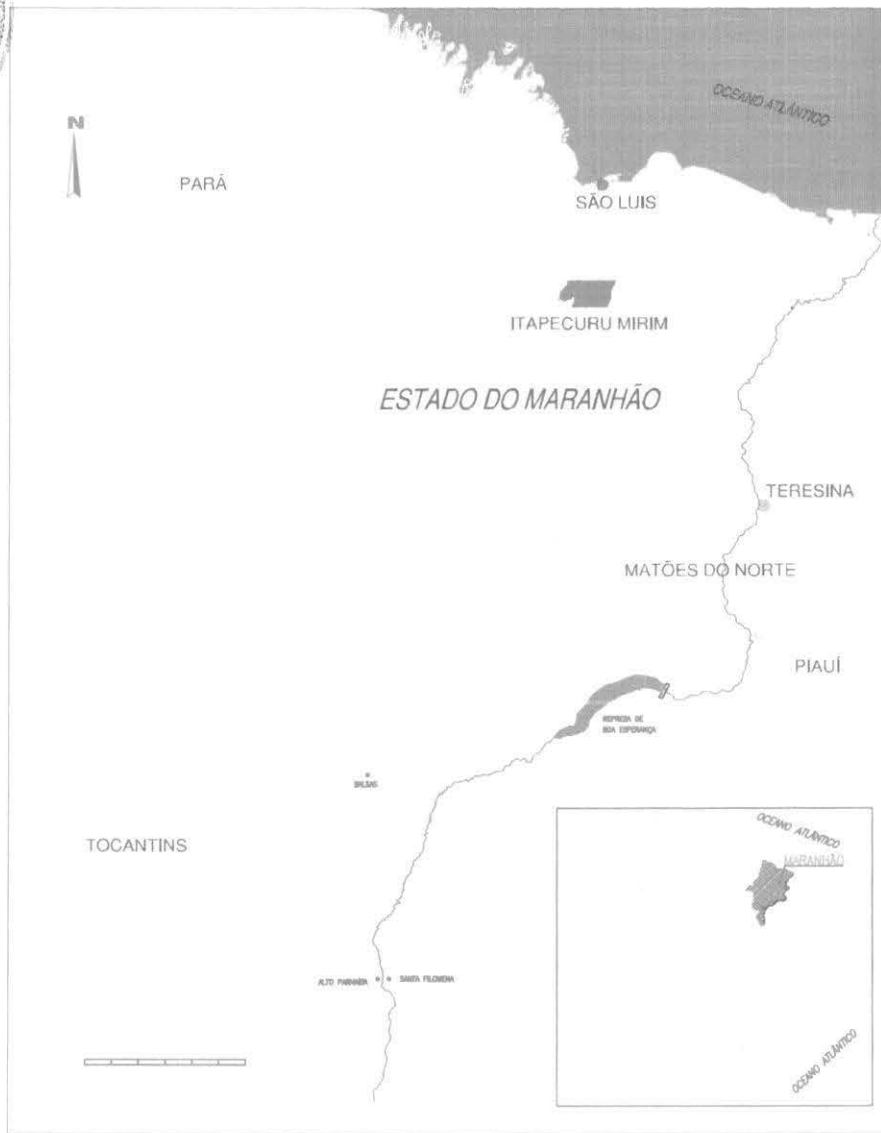 OCEANO ATLÂNTICO
N
PARÁ
SÃO LUIS
ITAPECURU MIRIM
ESTADO DO MARANHÃO
TERESINA
MATÕES DO NORTE
PIAUÍ
REPRESA DE
BOA ESPERANÇA
BALSAS
TOCANTINS
OCEANO ATLÂNTICO
MARANHÃO
ALTO PARNAÍBA
SANTA FILOMENA
OCEANO ATLÂNTICO